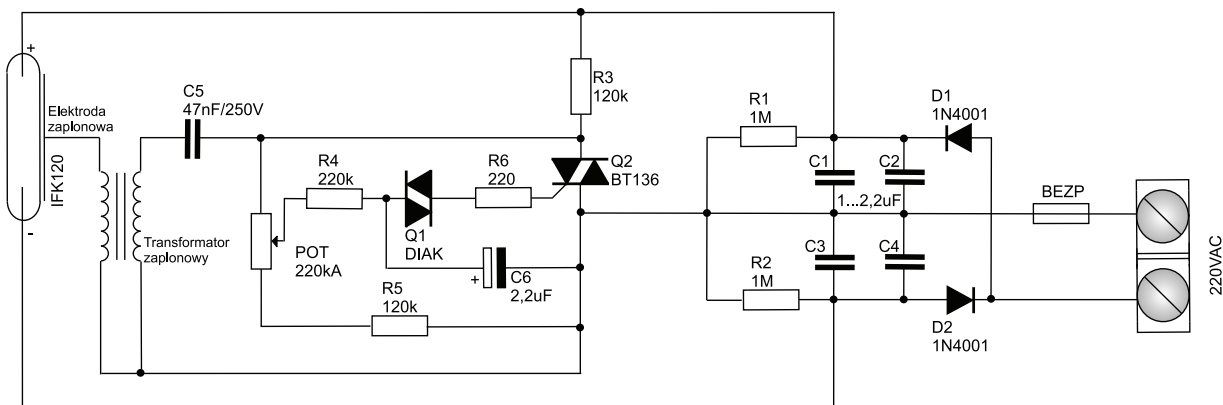 +
Elektroda
zaplonowa
IFK120
-
C5
47nF/250V
Transformator
zaplonowy
R4
220k
POT
220kA
Q1
DIAK
R6
220
+
C6
2,2uF
R5
120k
R3
120k
Q2
BT136
R1
1M
R2
1M
C1
C2
1...2,2uF
C3
C4
D1
1N4001
D2
1N4001
BEZP
220VAC